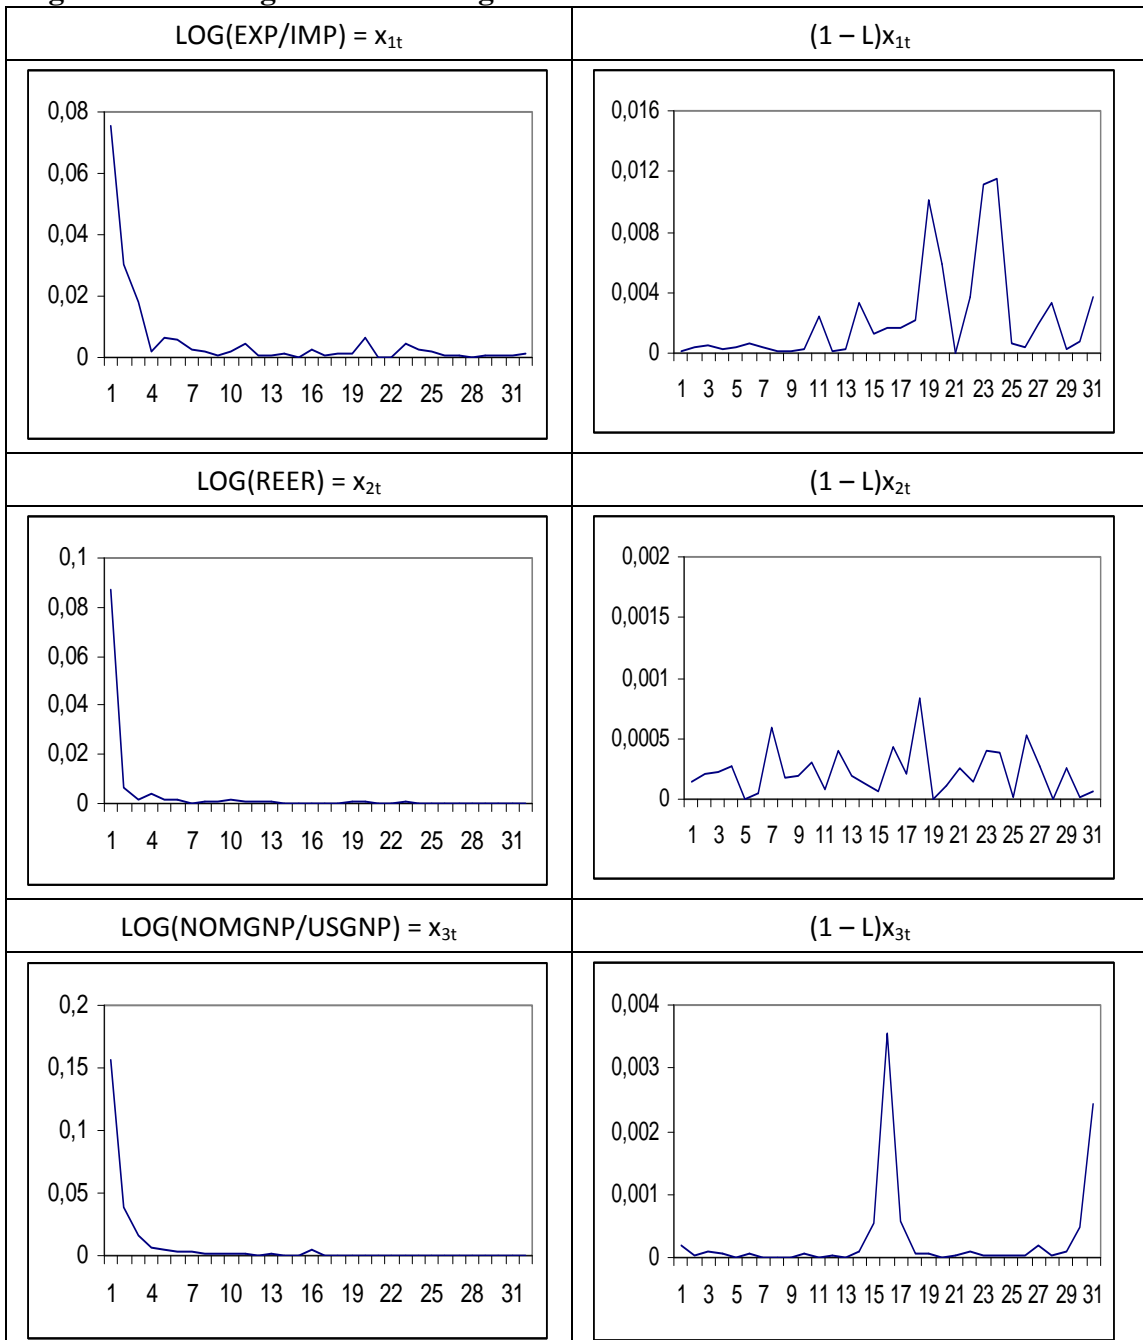 LOG(EXP/IMP) = x1t
(1 – L)x1t
0,08
0,06
0,04
0,02
0
1 4 7 10 13 16 19 22 25 28 31
0,016
0,012
0,008
0,004
0
1 3 5 7 9 11 13 15 17 19 21 23 25 27 29 31
LOG(REER) = x2t
(1 – L)x2t
0,1
0,08
0,06
0,04
0,02
0
1 4 7 10 13 16 19 22 25 28 31
0,002
0,0015
0,001
0,0005
0
1 3 5 7 9 11 13 15 17 19 21 23 25 27 29 31
LOG(NOMGNP/USGNP) = x3t
(1 – L)x3t
0,2
0,15
0,1
0,05
0
1 4 7 10 13 16 19 22 25 28 31
0,004
0,003
0,002
0,001
0
1 3 5 7 9 11 13 15 17 19 21 23 25 27 29 31